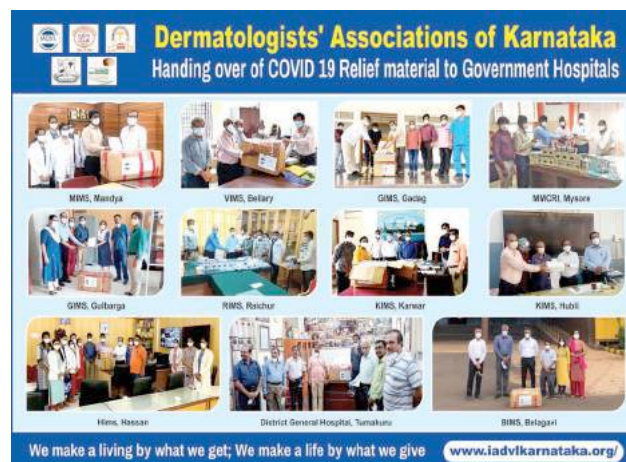 Dermatologists' Associations of Karnataka
Handing over of COVID 19 Relief material to Government Hospitals
MIMS, Mandya
VIMS, Bellary
GIMS, Gadag
MMCRI, Mysore
GIMS, Gulbarga
RIMS, Raichur
KIMS, Karwar
KIMS, Hubli
Hims, Hassan
District General Hospital, Tumakuru
BIMS, Belagavi
We make a living by what we get; We make a life by what we give
www.iadvlkarnataka.org/